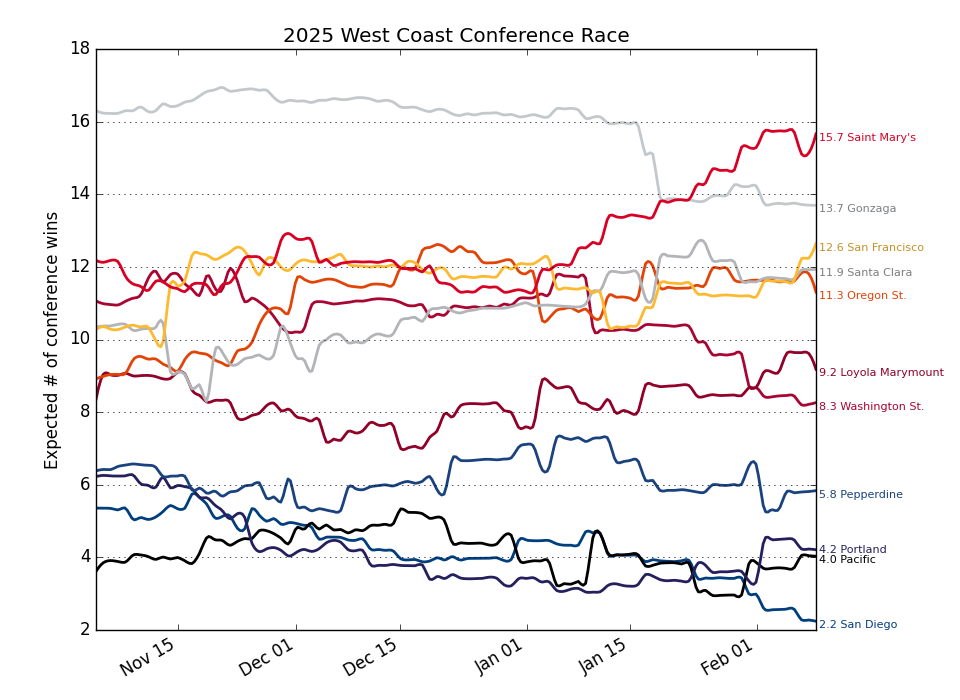 2025 West Coast Conference Race
Expected # of conference wins
18
16
14
12
10
8
6
4
2
Nov 15
Dec 01
Dec 15
Jan 01
Jan 15
Feb 01
15.7 Saint Mary's
13.7 Gonzaga
12.6 San Francisco
11.9 Santa Clara
11.3 Oregon St.
9.2 Loyola Marymount
8.3 Washington St.
5.8 Pepperdine
4.2 Portland
4.0 Pacific
2.2 San Diego